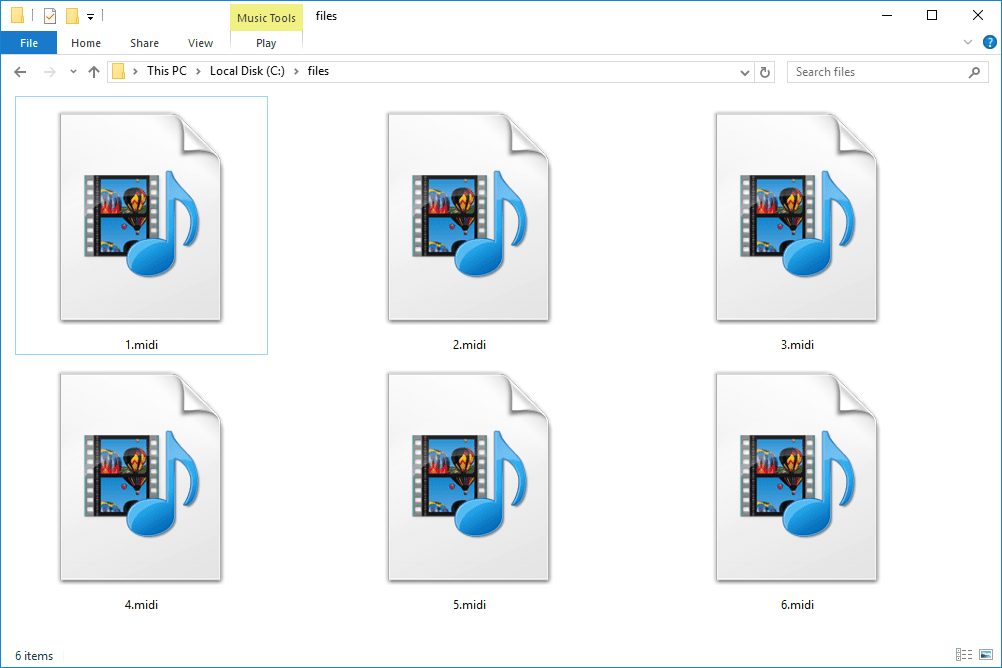 Music Tools files
File Home Share View Play
?
This PC > Local Disk (C:) > files
Search files
1.midi 2.midi 3.midi
4.midi 5.midi 6.midi
6 items